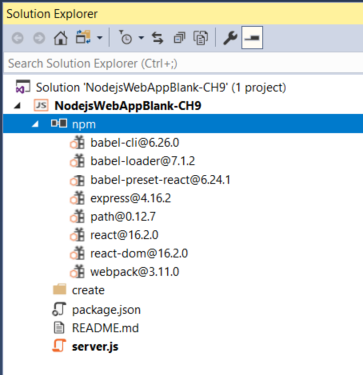 Solution Explorer
Search Solution Explorer (Ctrl+;)
Solution 'NodejsWebAppBlank-CH9' (1 project)
JS NodejsWebAppBlank-CH9
npm
babel-cli@6.26.0
babel-loader@7.1.2
babel-preset-react@6.24.1
express@4.16.2
path@0.12.7
react@16.2.0
react-dom@16.2.0
webpack@3.11.0
create
package.json
README.md
server.js